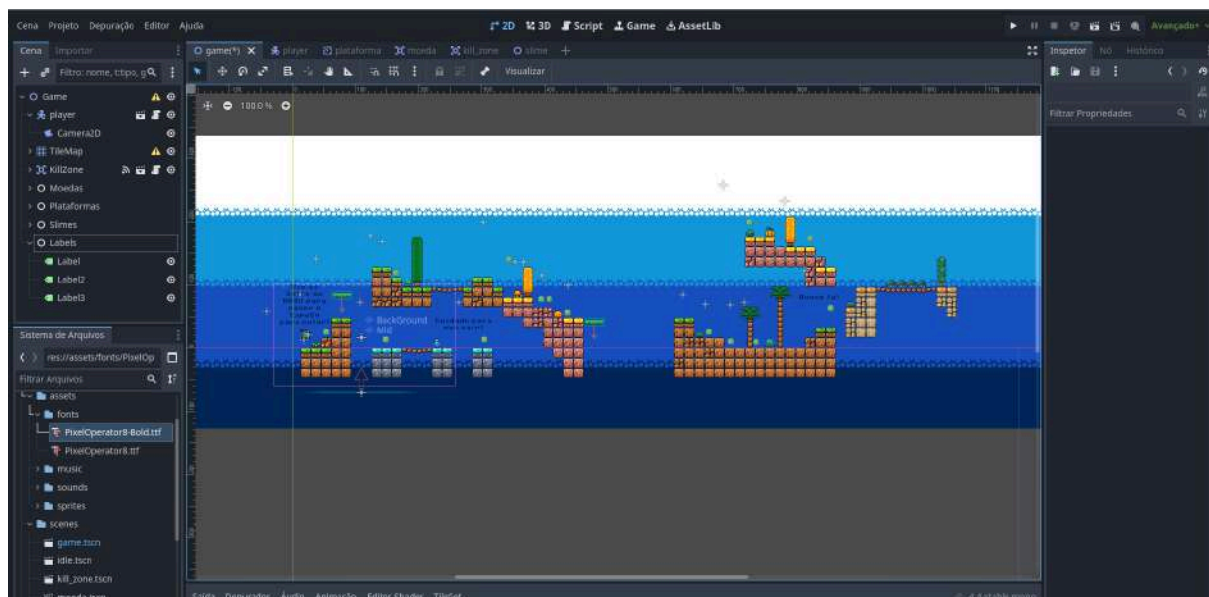 Cena Projeto Depuração Editor Ajuda
2D 3D Script Game AssetLib
Avançado+
Cena Importar
game(*) player plataforma moeda kill_zone slime
Inspetor Nó Histórico
Filtro: nome, t:tipo, g
Visualizar
100.0 %
Filtrar Propriedades
Game
player
Camera2D
TileMap
KillZone
Moedas
Plataformas
Slimes
Labels
Label
Label2
Label3
BackGround
Mid
Sistema de Arquivos
res://assets/fonts/PixelOp
Filtrar Arquivos
assets
fonts
PixelOperator8-Bold.ttf
PixelOperator8.ttf
music
sounds
sprites
scenes
game.tscn
idle.tscn
kill_zone.tscn
Saída Depurador Áudio Animação Editor Shader TileSet